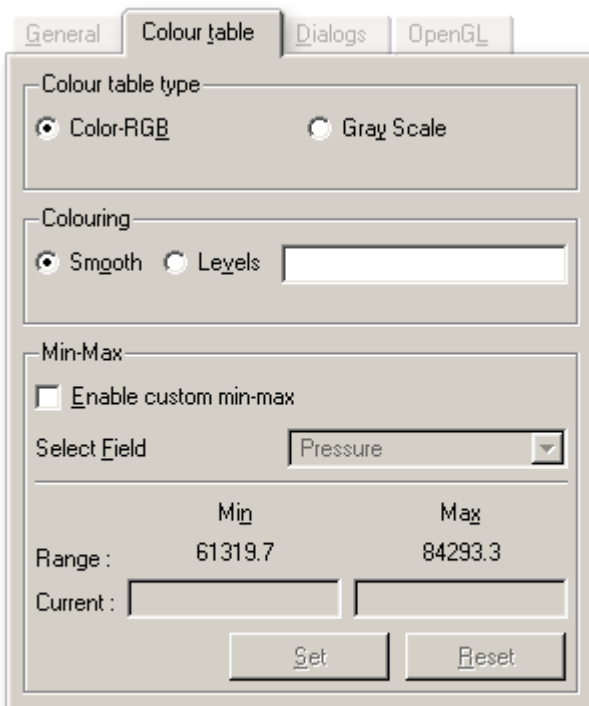 General Colour table Dialogs OpenGL
Colour table type
Color-RGB Gray Scale
Colouring
Smooth Levels
Min-Max
Enable custom min-max
Select Field Pressure
Min Max
Range : 61319.7 84293.3
Current :
Set Reset